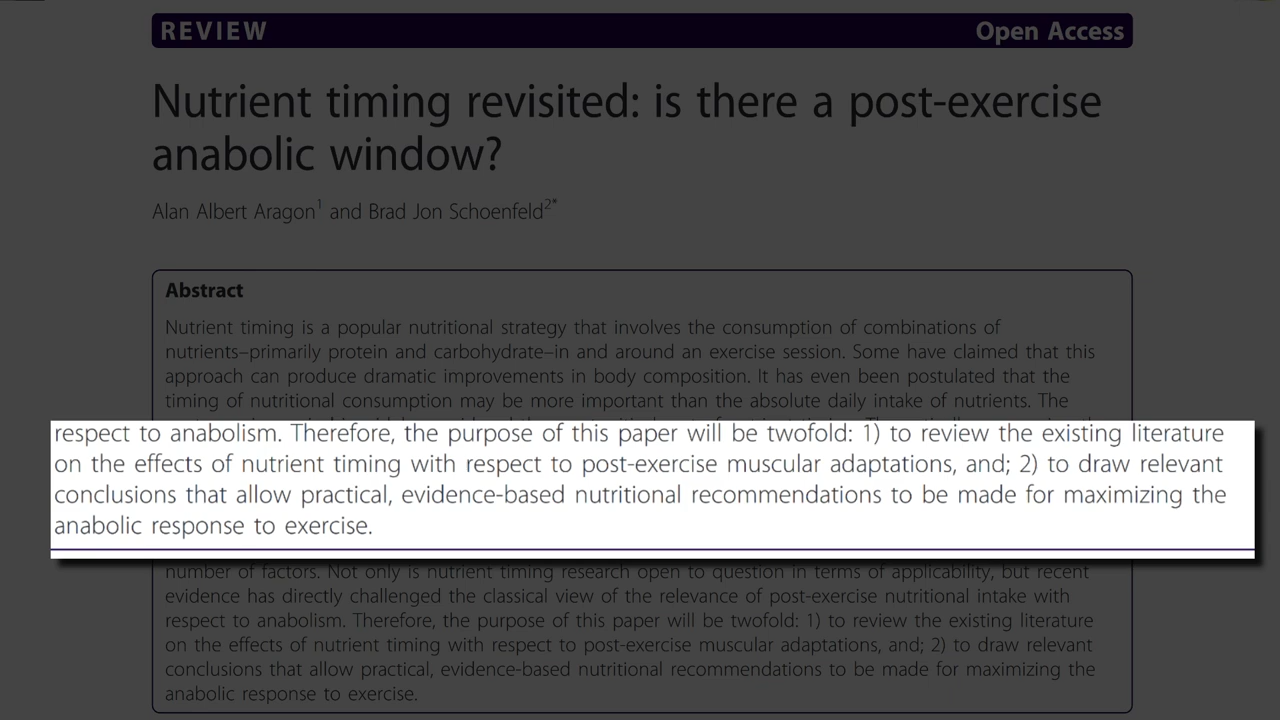 REVIEW
Open Access
Nutrient timing revisited: is there a post-exercise
anabolic window?
Alan Albert Aragon1 and Brad Jon Schoenfeld2*
Abstract
Nutrient timing is a popular nutritional strategy that involves the consumption of combinations of
nutrients–primarily protein and carbohydrate–in and around an exercise session. Some have claimed that this
approach can produce dramatic improvements in body composition. It has even been postulated that the
timing of nutritional consumption may be more important than the absolute daily intake of nutrients. The
respect to anabolism. Therefore, the purpose of this paper will be twofold: 1) to review the existing literature
on the effects of nutrient timing with respect to post-exercise muscular adaptations, and; 2) to draw relevant
conclusions that allow practical, evidence-based nutritional recommendations to be made for maximizing the
anabolic response to exercise.
number of factors. Not only is nutrient timing research open to question in terms of applicability, but recent
evidence has directly challenged the classical view of the relevance of post-exercise nutritional intake with
respect to anabolism. Therefore, the purpose of this paper will be twofold: 1) to review the existing literature
on the effects of nutrient timing with respect to post-exercise muscular adaptations, and; 2) to draw relevant
conclusions that allow practical, evidence-based nutritional recommendations to be made for maximizing the
anabolic response to exercise.